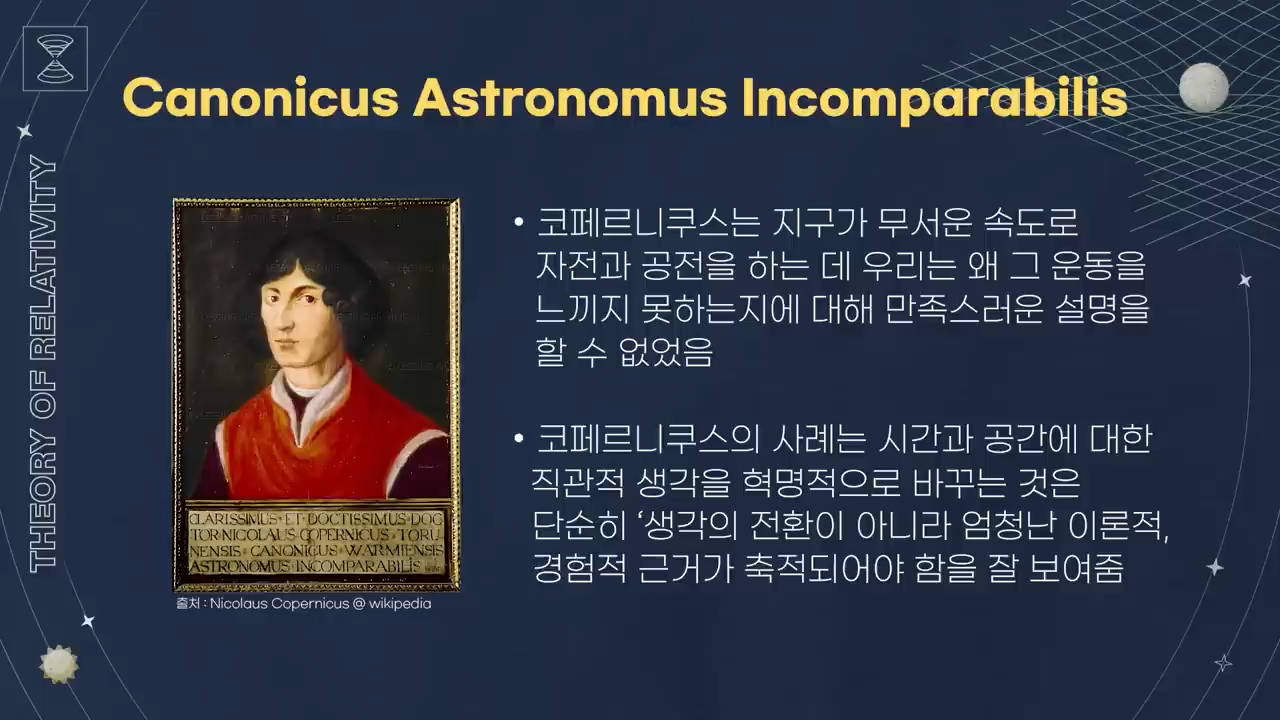 Canonicus Astronomus Incomparabilis
THEORY OF RELATIVITY
• 코페르니쿠스는 지구가 무서운 속도로
자전과 공전을 하는 데 우리는 왜 그 운동을
느끼지 못하는지에 대해 만족스러운 설명을
할 수 없었음
• 코페르니쿠스의 사례는 시간과 공간에 대한
직관적 생각을 혁명적으로 바꾸는 것은
단순히 ‘생각의 전환이 아니라 엄청난 이론적,
경험적 근거가 축적되어야 함을 잘 보여줌
CLARISSIMUS·ET·DOCTISSIMUS·DOC
TOR·NICOLAUS·COPERNICUS·TORU
NENSIS·CANONICUS·WARMIENSIS
ASTRONOMUS·INCOMPARABILIS
출처 : Nicolaus Copernicus @ wikipedia